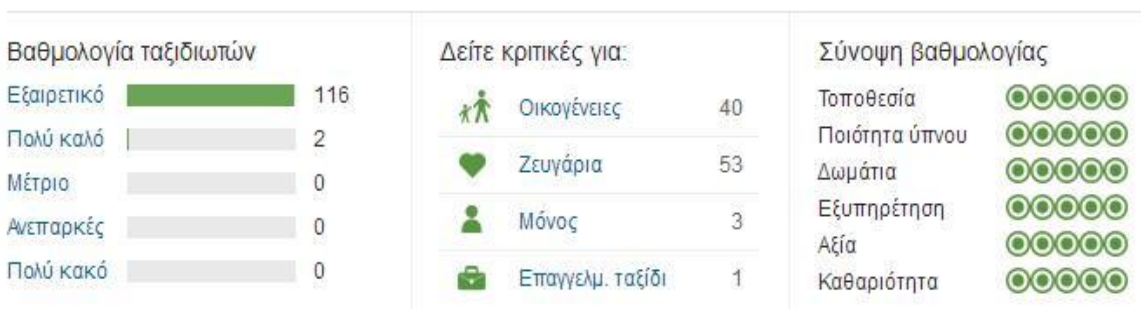 Βαθμολογία ταξιδιωτών
Εξαιρετικό 116
Πολύ καλό 2
Μέτριο 0
Ανεπαρκές 0
Πολύ κακό 0
Δείτε κριτικές για:
Οικογένειες 40
Ζευγάρια 53
Μόνος 3
Επαγγελμ. ταξίδι 1
Σύνοψη βαθμολογίας
Τοποθεσία
Ποιότητα ύπνου
Δωμάτια
Εξυπηρέτηση
Αξία
Καθαριότητα